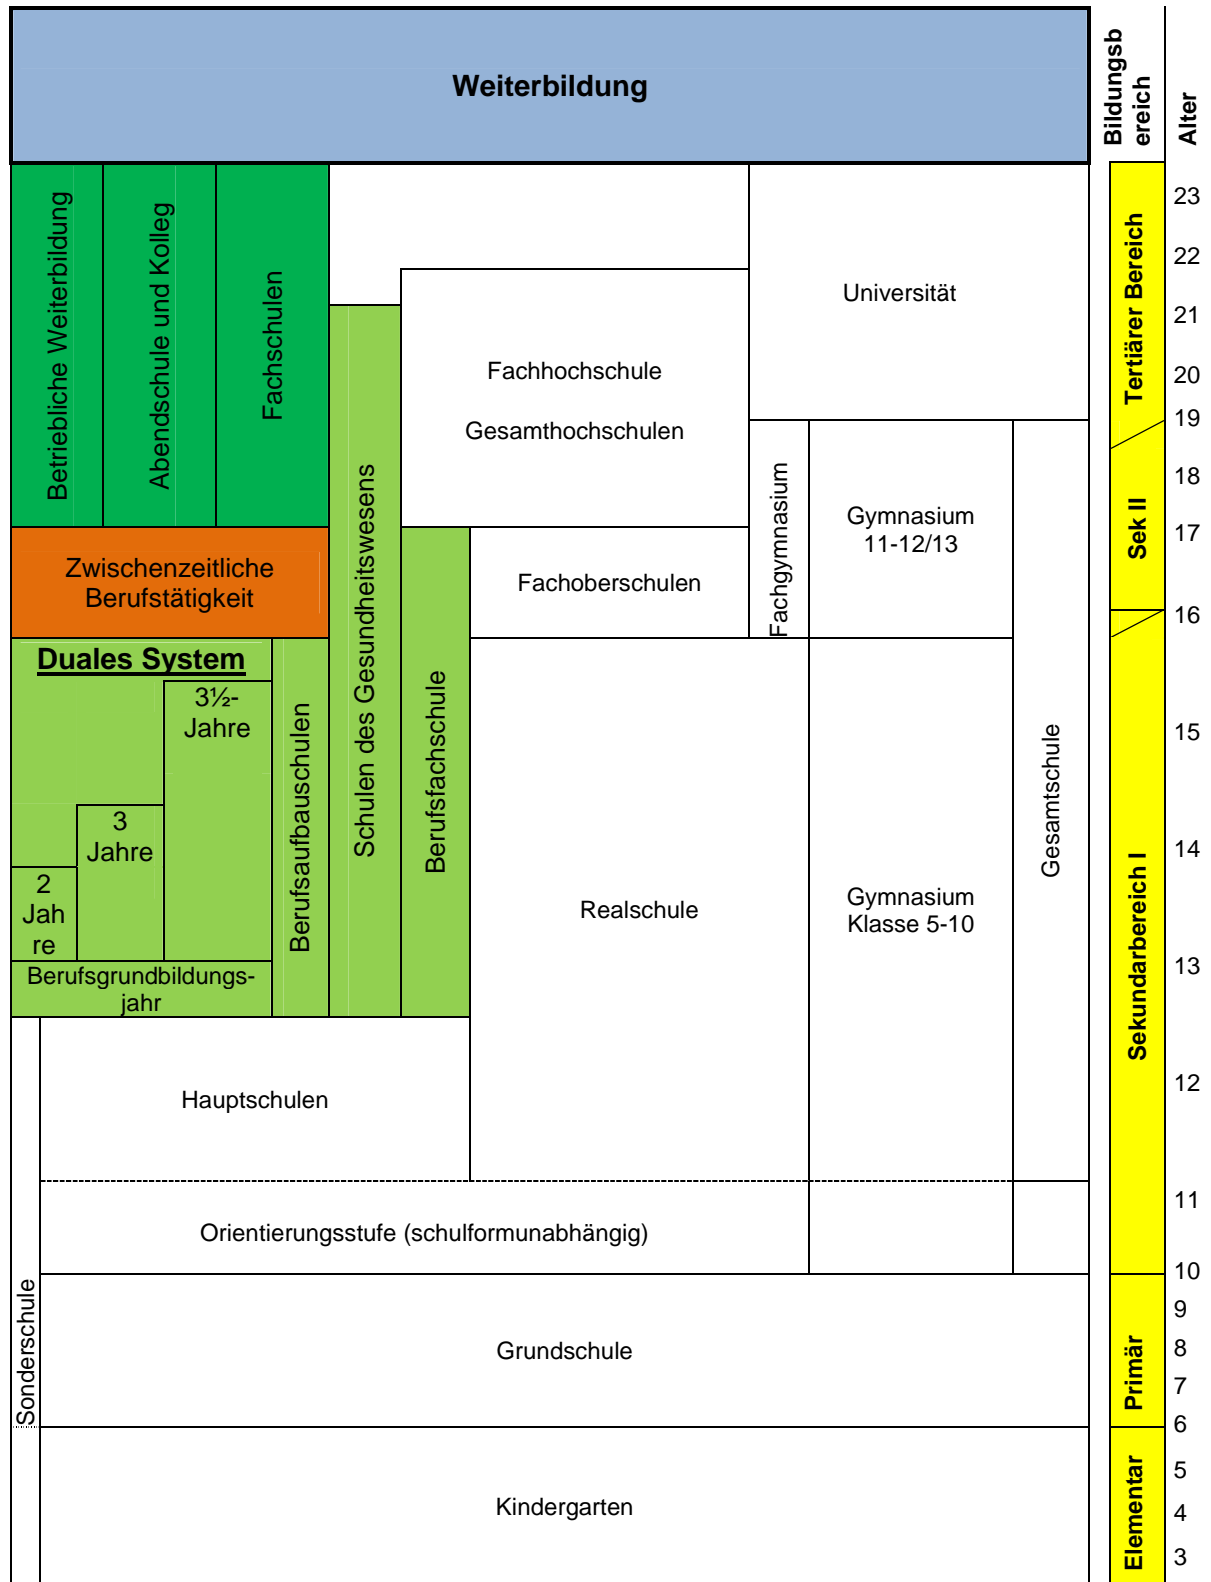 Weiterbildung
Bildungsb
ereich
Alter
Betriebliche Weiterbildung
Abendschule und Kolleg
Fachschulen
Schulen des Gesundheitswesens
Fachhochschule
Gesamthochschulen
Universität
Tertiärer Bereich
23
22
21
20
19
18
17
16
15
14
13
12
11
10
9
8
7
6
5
4
3
Zwischenzeitliche
Berufstätigkeit
Fachoberschulen
Fachgymnasium
Gymnasium
11-12/13
Sek II
Duales System
3½-
Jahre
3
Jahre
2
Jah
re
Berufsgrundbildungs-
jahr
Berufsaufbauschulen
Berufsfachschule
Realschule
Gymnasium
Klasse 5-10
Gesamtschule
Sekundarbereich I
Hauptschulen
Orientierungsstufe (schulformunabhängig)
Sonderschule
Grundschule
Primär
Kindergarten
Elementar